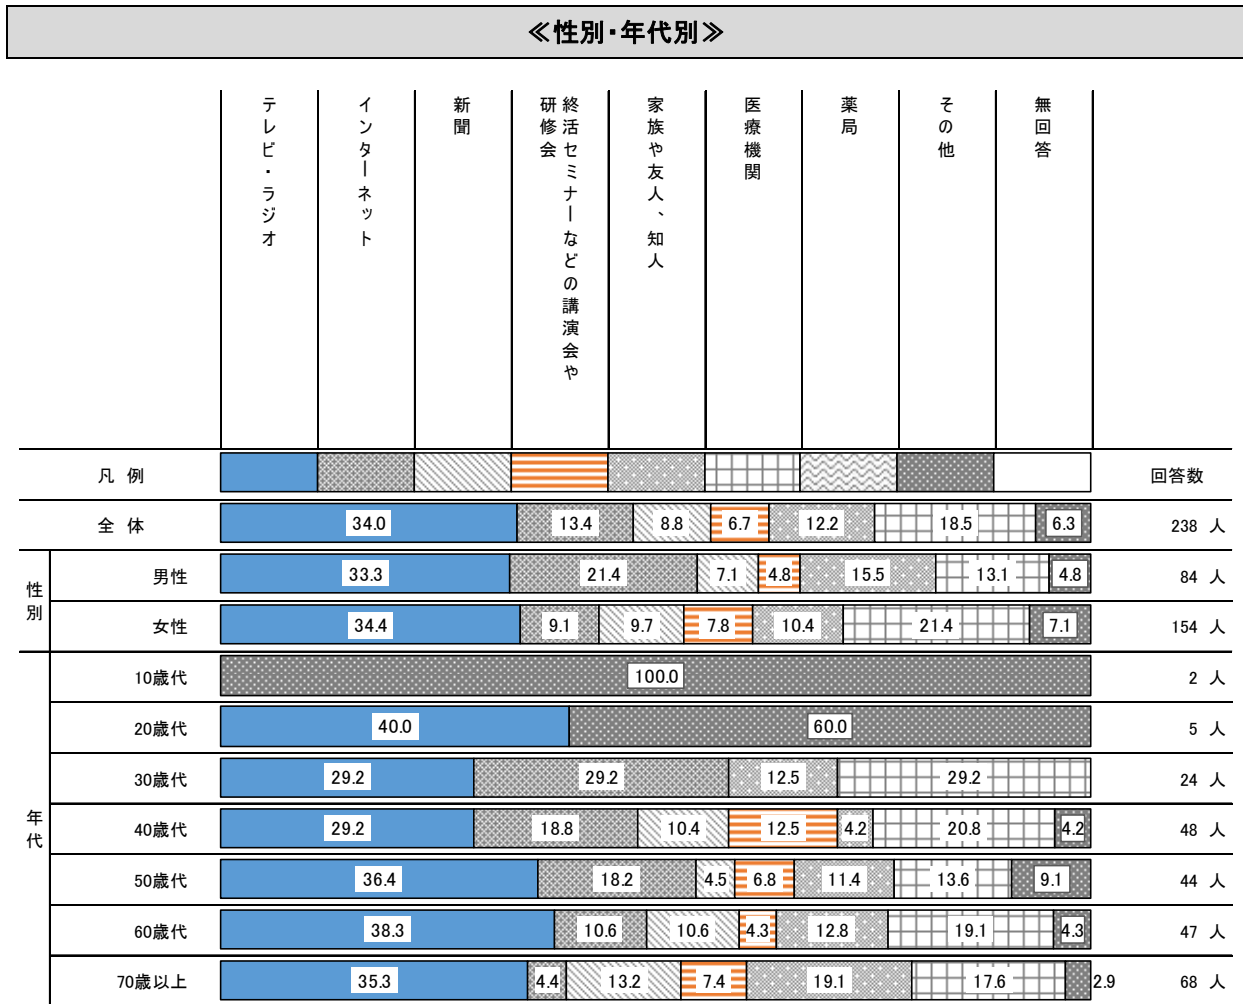 ≪性別・年代別≫
テレビ・ラジオ
インターネット
新聞
終活セミナーなどの講演会や
研修会
家族や友人、知人
医療機関
薬局
その他
無回答
凡 例 回答数
全 体 34.0 13.4 8.8 6.7 12.2 18.5 6.3 238 人
性別
男性 33.3 21.4 7.1 4.8 15.5 13.1 4.8 84 人
女性 34.4 9.1 9.7 7.8 10.4 21.4 7.1 154 人
年代
10歳代 100.0 2 人
20歳代 40.0 60.0 5 人
30歳代 29.2 29.2 12.5 29.2 24 人
40歳代 29.2 18.8 10.4 12.5 4.2 20.8 4.2 48 人
50歳代 36.4 18.2 4.5 6.8 11.4 13.6 9.1 44 人
60歳代 38.3 10.6 10.6 4.3 12.8 19.1 4.3 47 人
70歳以上 35.3 4.4 13.2 7.4 19.1 17.6 2.9 68 人